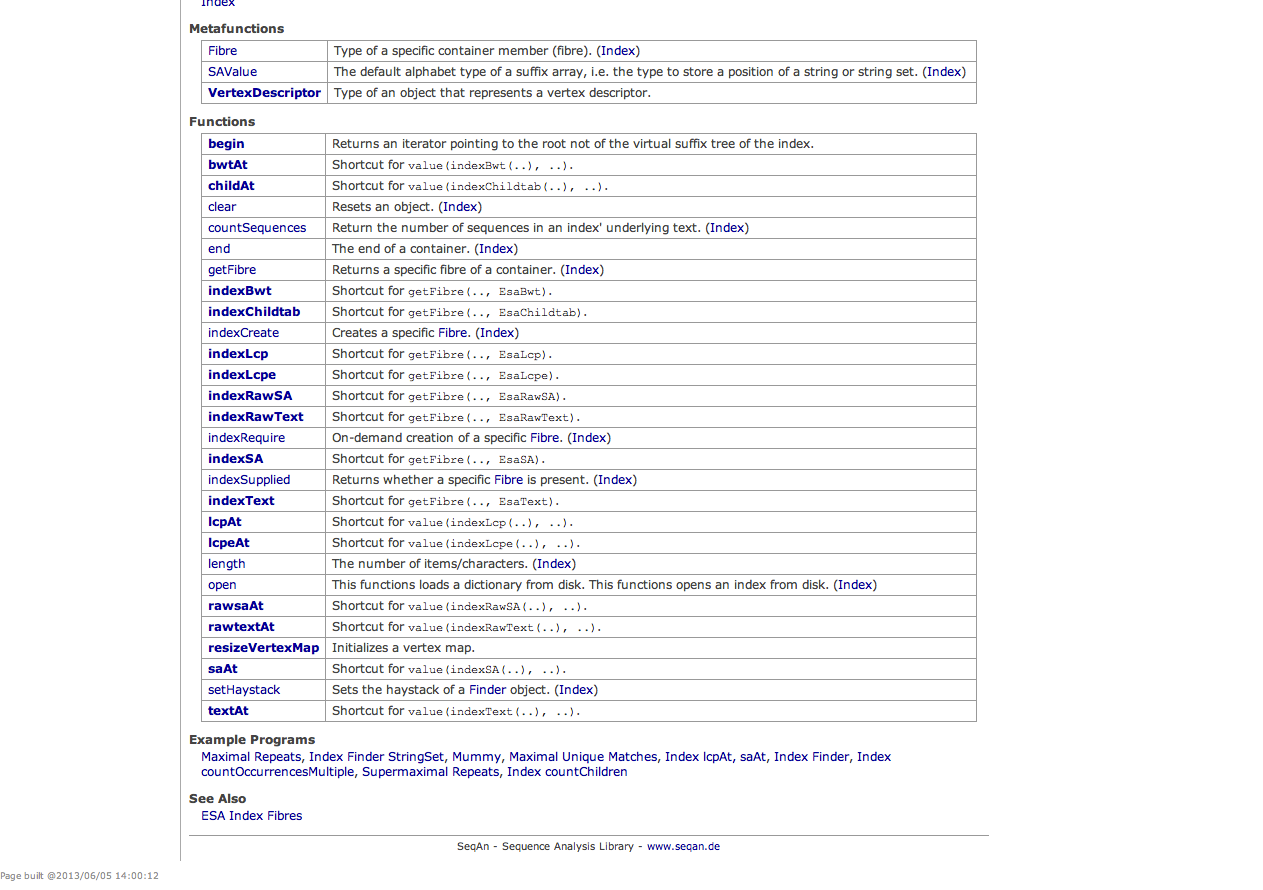 Index
Metafunctions
Fibre Type of a specific container member (fibre). (Index)
SAValue The default alphabet type of a suffix array, i.e. the type to store a position of a string or string set. (Index)
VertexDescriptor Type of an object that represents a vertex descriptor.
Functions
begin Returns an iterator pointing to the root not of the virtual suffix tree of the index.
bwtAt Shortcut for value(indexBwt(..), ..).
childAt Shortcut for value(indexChildtab(..), ..).
clear Resets an object. (Index)
countSequences Return the number of sequences in an index' underlying text. (Index)
end The end of a container. (Index)
getFibre Returns a specific fibre of a container. (Index)
indexBwt Shortcut for getFibre(.., EsaBwt).
indexChildtab Shortcut for getFibre(.., EsaChildtab).
indexCreate Creates a specific Fibre. (Index)
indexLcp Shortcut for getFibre(.., EsaLcp).
indexLcpe Shortcut for getFibre(.., EsaLcpe).
indexRawSA Shortcut for getFibre(.., EsaRawSA).
indexRawText Shortcut for getFibre(.., EsaRawText).
indexRequire On-demand creation of a specific Fibre. (Index)
indexSA Shortcut for getFibre(.., EsaSA).
indexSupplied Returns whether a specific Fibre is present. (Index)
indexText Shortcut for getFibre(.., EsaText).
lcpAt Shortcut for value(indexLcp(..), ..).
lcpeAt Shortcut for value(indexLcpe(..), ..).
length The number of items/characters. (Index)
open This functions loads a dictionary from disk. This functions opens an index from disk. (Index)
rawsaAt Shortcut for value(indexRawSA(..), ..).
rawtextAt Shortcut for value(indexRawText(..), ..).
resizeVertexMap Initializes a vertex map.
saAt Shortcut for value(indexSA(..), ..).
setHaystack Sets the haystack of a Finder object. (Index)
textAt Shortcut for value(indexText(..), ..).
Example Programs
Maximal Repeats, Index Finder StringSet, Mummy, Maximal Unique Matches, Index lcpAt, saAt, Index Finder, Index
countOccurrencesMultiple, Supermaximal Repeats, Index countChildren
See Also
ESA Index Fibres
SeqAn - Sequence Analysis Library - www.seqan.de
Page built @2013/06/05 14:00:12